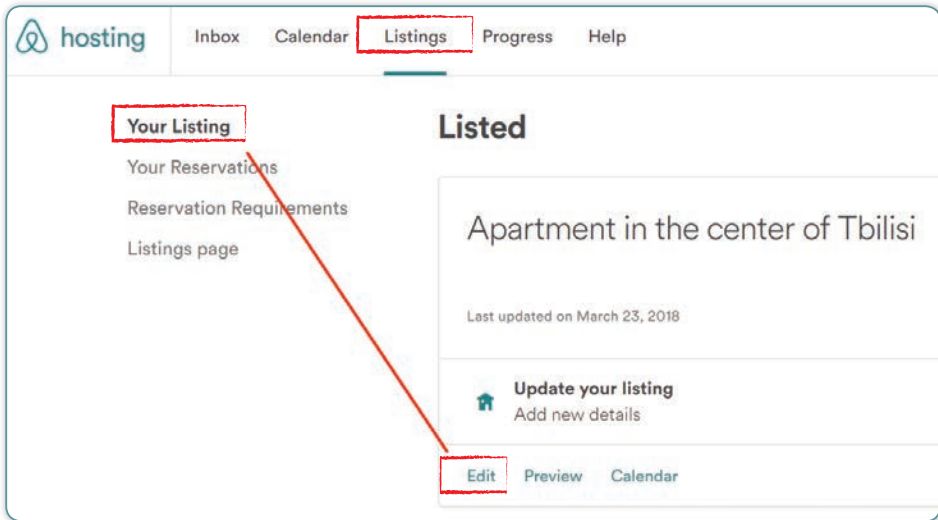 hosting Inbox Calendar Listings Progress Help
Your Listing
Your Reservations
Reservation Requirements
Listings page
Listed
Apartment in the center of Tbilisi
Last updated on March 23, 2018
Update your listing
Add new details
Edit Preview Calendar